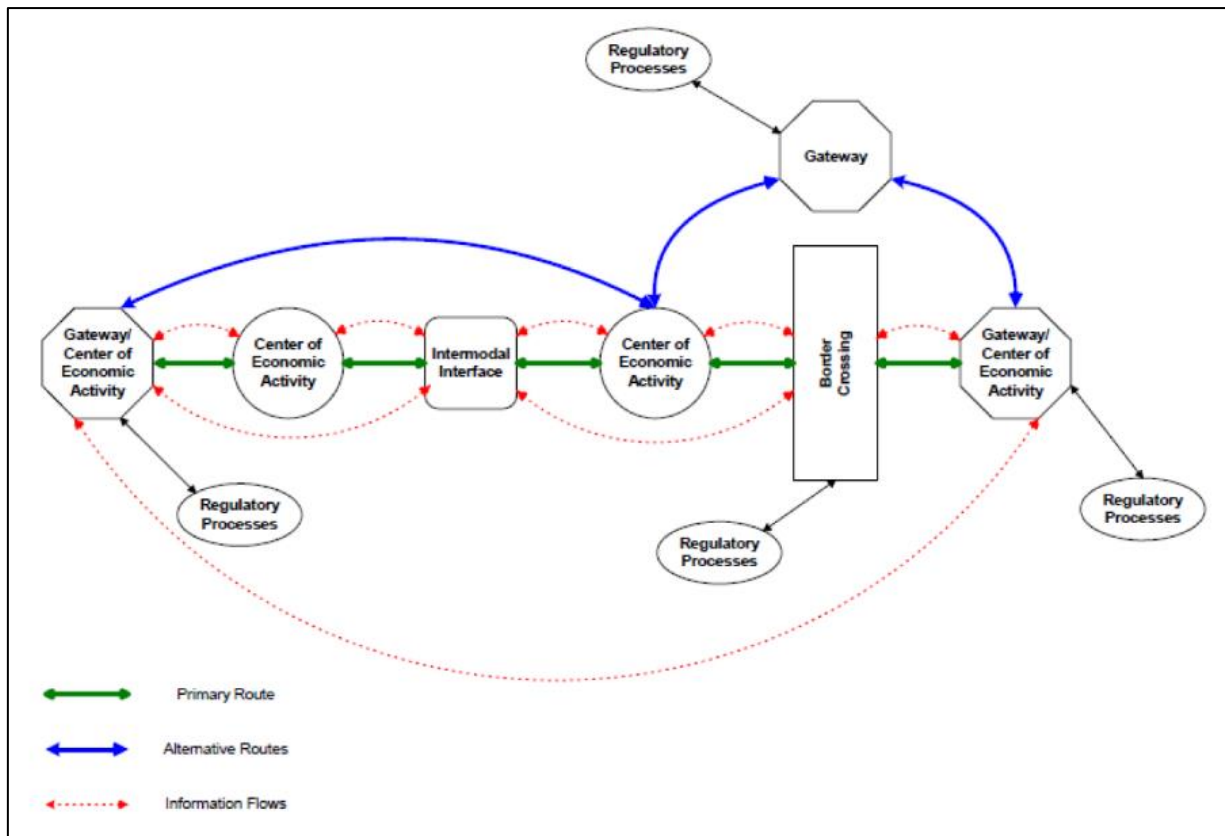 Regulatory
Processes
Gateway
Gateway/
Center of
Economic
Activity
Center of
Economic
Activity
Intermodal
Interface
Center of
Economic
Activity
Border
Crossing
Gateway/
Center of
Economic
Activity
Regulatory
Processes
Regulatory
Processes
Regulatory
Processes
Primary Route
Alternative Routes
Information Flows